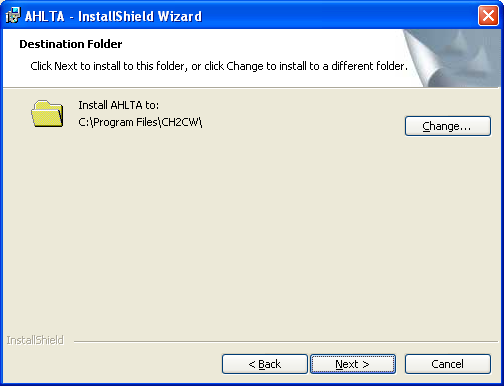 AHLTA - InstallShield Wizard
Destination Folder
Click Next to install to this folder, or click Change to install to a different folder.
Install AHLTA to:
C:\Program Files\CH2CW\
Change...
InstallShield
< Back
Next >
Cancel